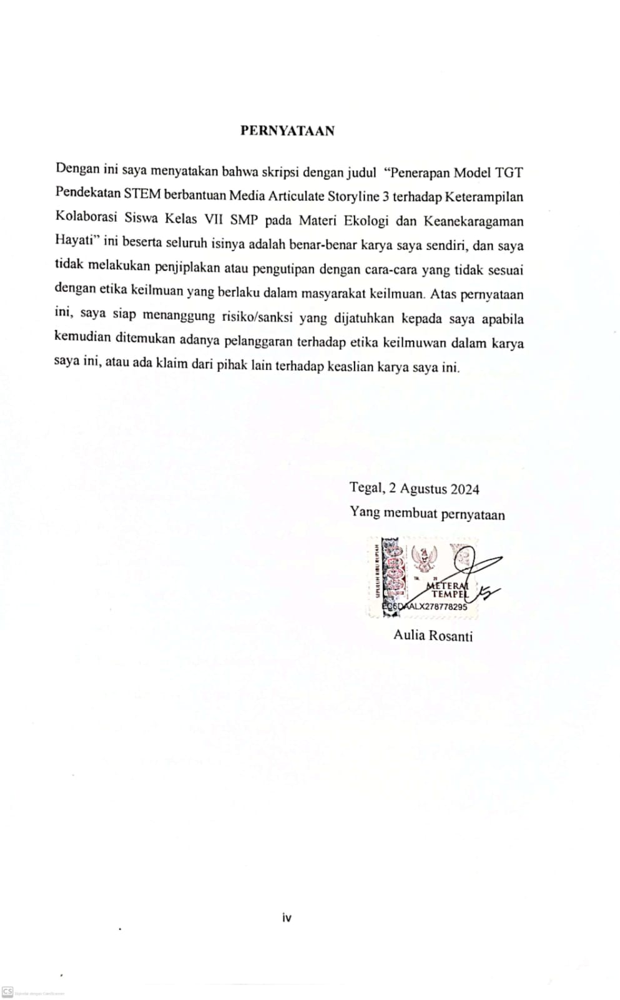 PERNYATAAN
Dengan ini saya menyatakan bahwa skripsi dengan judul “Penerapan Model TGT
Pendekatan STEM berbantuan Media Articulate Storyline 3 terhadap Keterampilan
Kolaborasi Siswa Kelas VII SMP pada Materi Ekologi dan Keanekaragaman
Hayati” ini beserta seluruh isinya adalah benar-benar karya saya sendiri, dan saya
tidak melakukan penjiplakan atau pengutipan dengan cara-cara yang tidak sesuai
dengan etika keilmuan yang berlaku dalam masyarakat keilmuan. Atas pernyataan
ini, saya siap menanggung risiko/sanksi yang dijatuhkan kepada saya apabila
kemudian ditemukan adanya pelanggaran terhadap etika keilmuwan dalam karya
saya ini, atau ada klaim dari pihak lain terhadap keaslian karya saya ini.
Tegal, 2 Agustus 2024
Yang membuat pernyataan
SEPULUH RIBU RUPIAH
10000
METERAI
TEMPEL
EC6DAALX278778295
Aulia Rosanti
iv
CS Dipindai dengan CamScanner